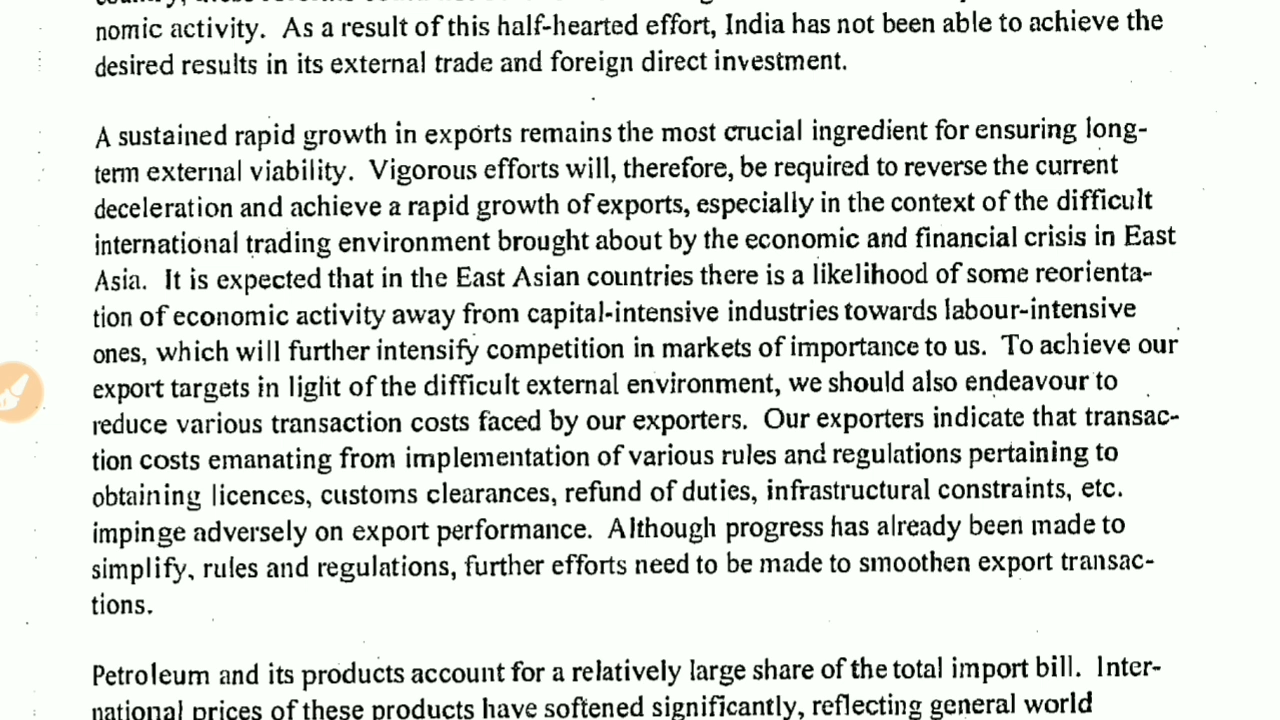 nomic activity. As a result of this half-hearted effort, India has not been able to achieve the
desired results in its external trade and foreign direct investment.
A sustained rapid growth in exports remains the most crucial ingredient for ensuring long-
term external viability. Vigorous efforts will, therefore, be required to reverse the current
deceleration and achieve a rapid growth of exports, especially in the context of the difficult
international trading environment brought about by the economic and financial crisis in East
Asia. It is expected that in the East Asian countries there is a likelihood of some reorienta-
tion of economic activity away from capital-intensive industries towards labour-intensive
ones, which will further intensify competition in markets of importance to us. To achieve our
export targets in light of the difficult external environment, we should also endeavour to
reduce various transaction costs faced by our exporters. Our exporters indicate that transac-
tion costs emanating from implementation of various rules and regulations pertaining to
obtaining licences, customs clearances, refund of duties, infrastructural constraints, etc.
impinge adversely on export performance. Although progress has already been made to
simplify, rules and regulations, further efforts need to be made to smoothen export transac-
tions.
Petroleum and its products account for a relatively large share of the total import bill. Inter-
national prices of these products have softened significantly, reflecting general world